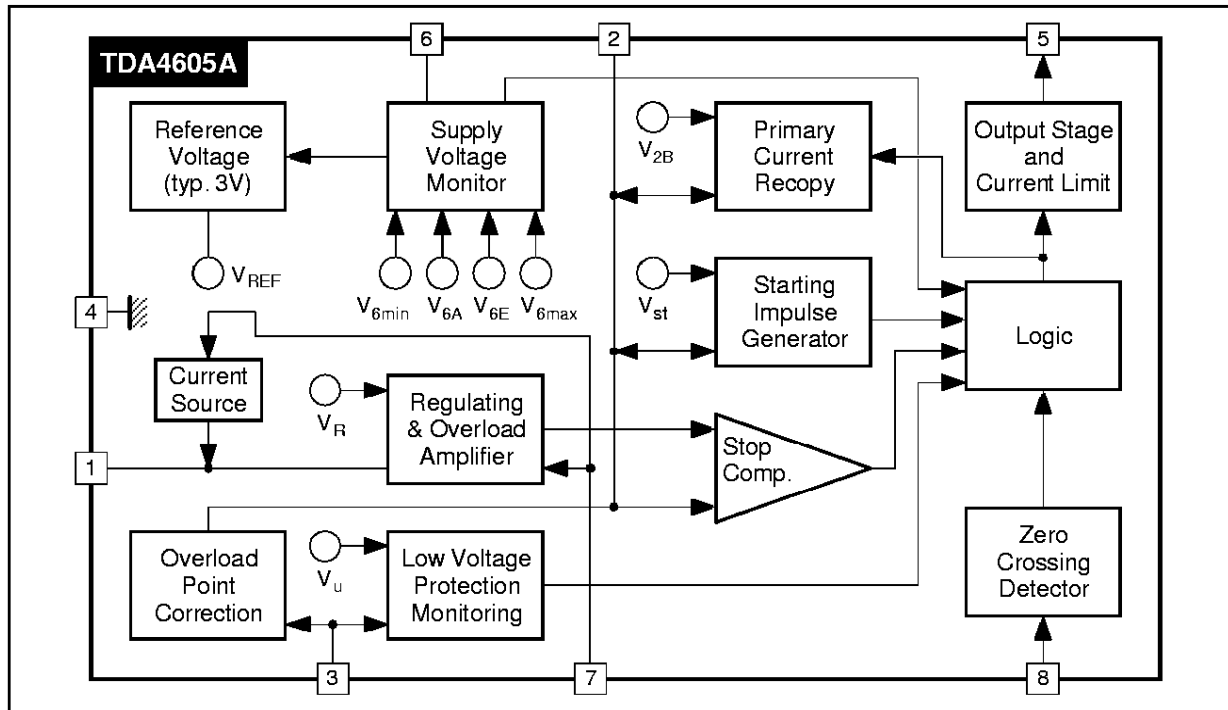 TDA4605A
6
2
5
Reference
Voltage
(typ. 3V)
Supply
Voltage
Monitor
V2B
Primary
Current
Recopy
Output Stage
and
Current Limit
VREF
V6min
V6A
V6E
V6max
Vst
Starting
Impulse
Generator
Logic
4
Current
Source
VR
Regulating
& Overload
Amplifier
Stop
Comp.
1
Overload
Point
Correction
Vu
Low Voltage
Protection
Monitoring
Zero
Crossing
Detector
3
7
8